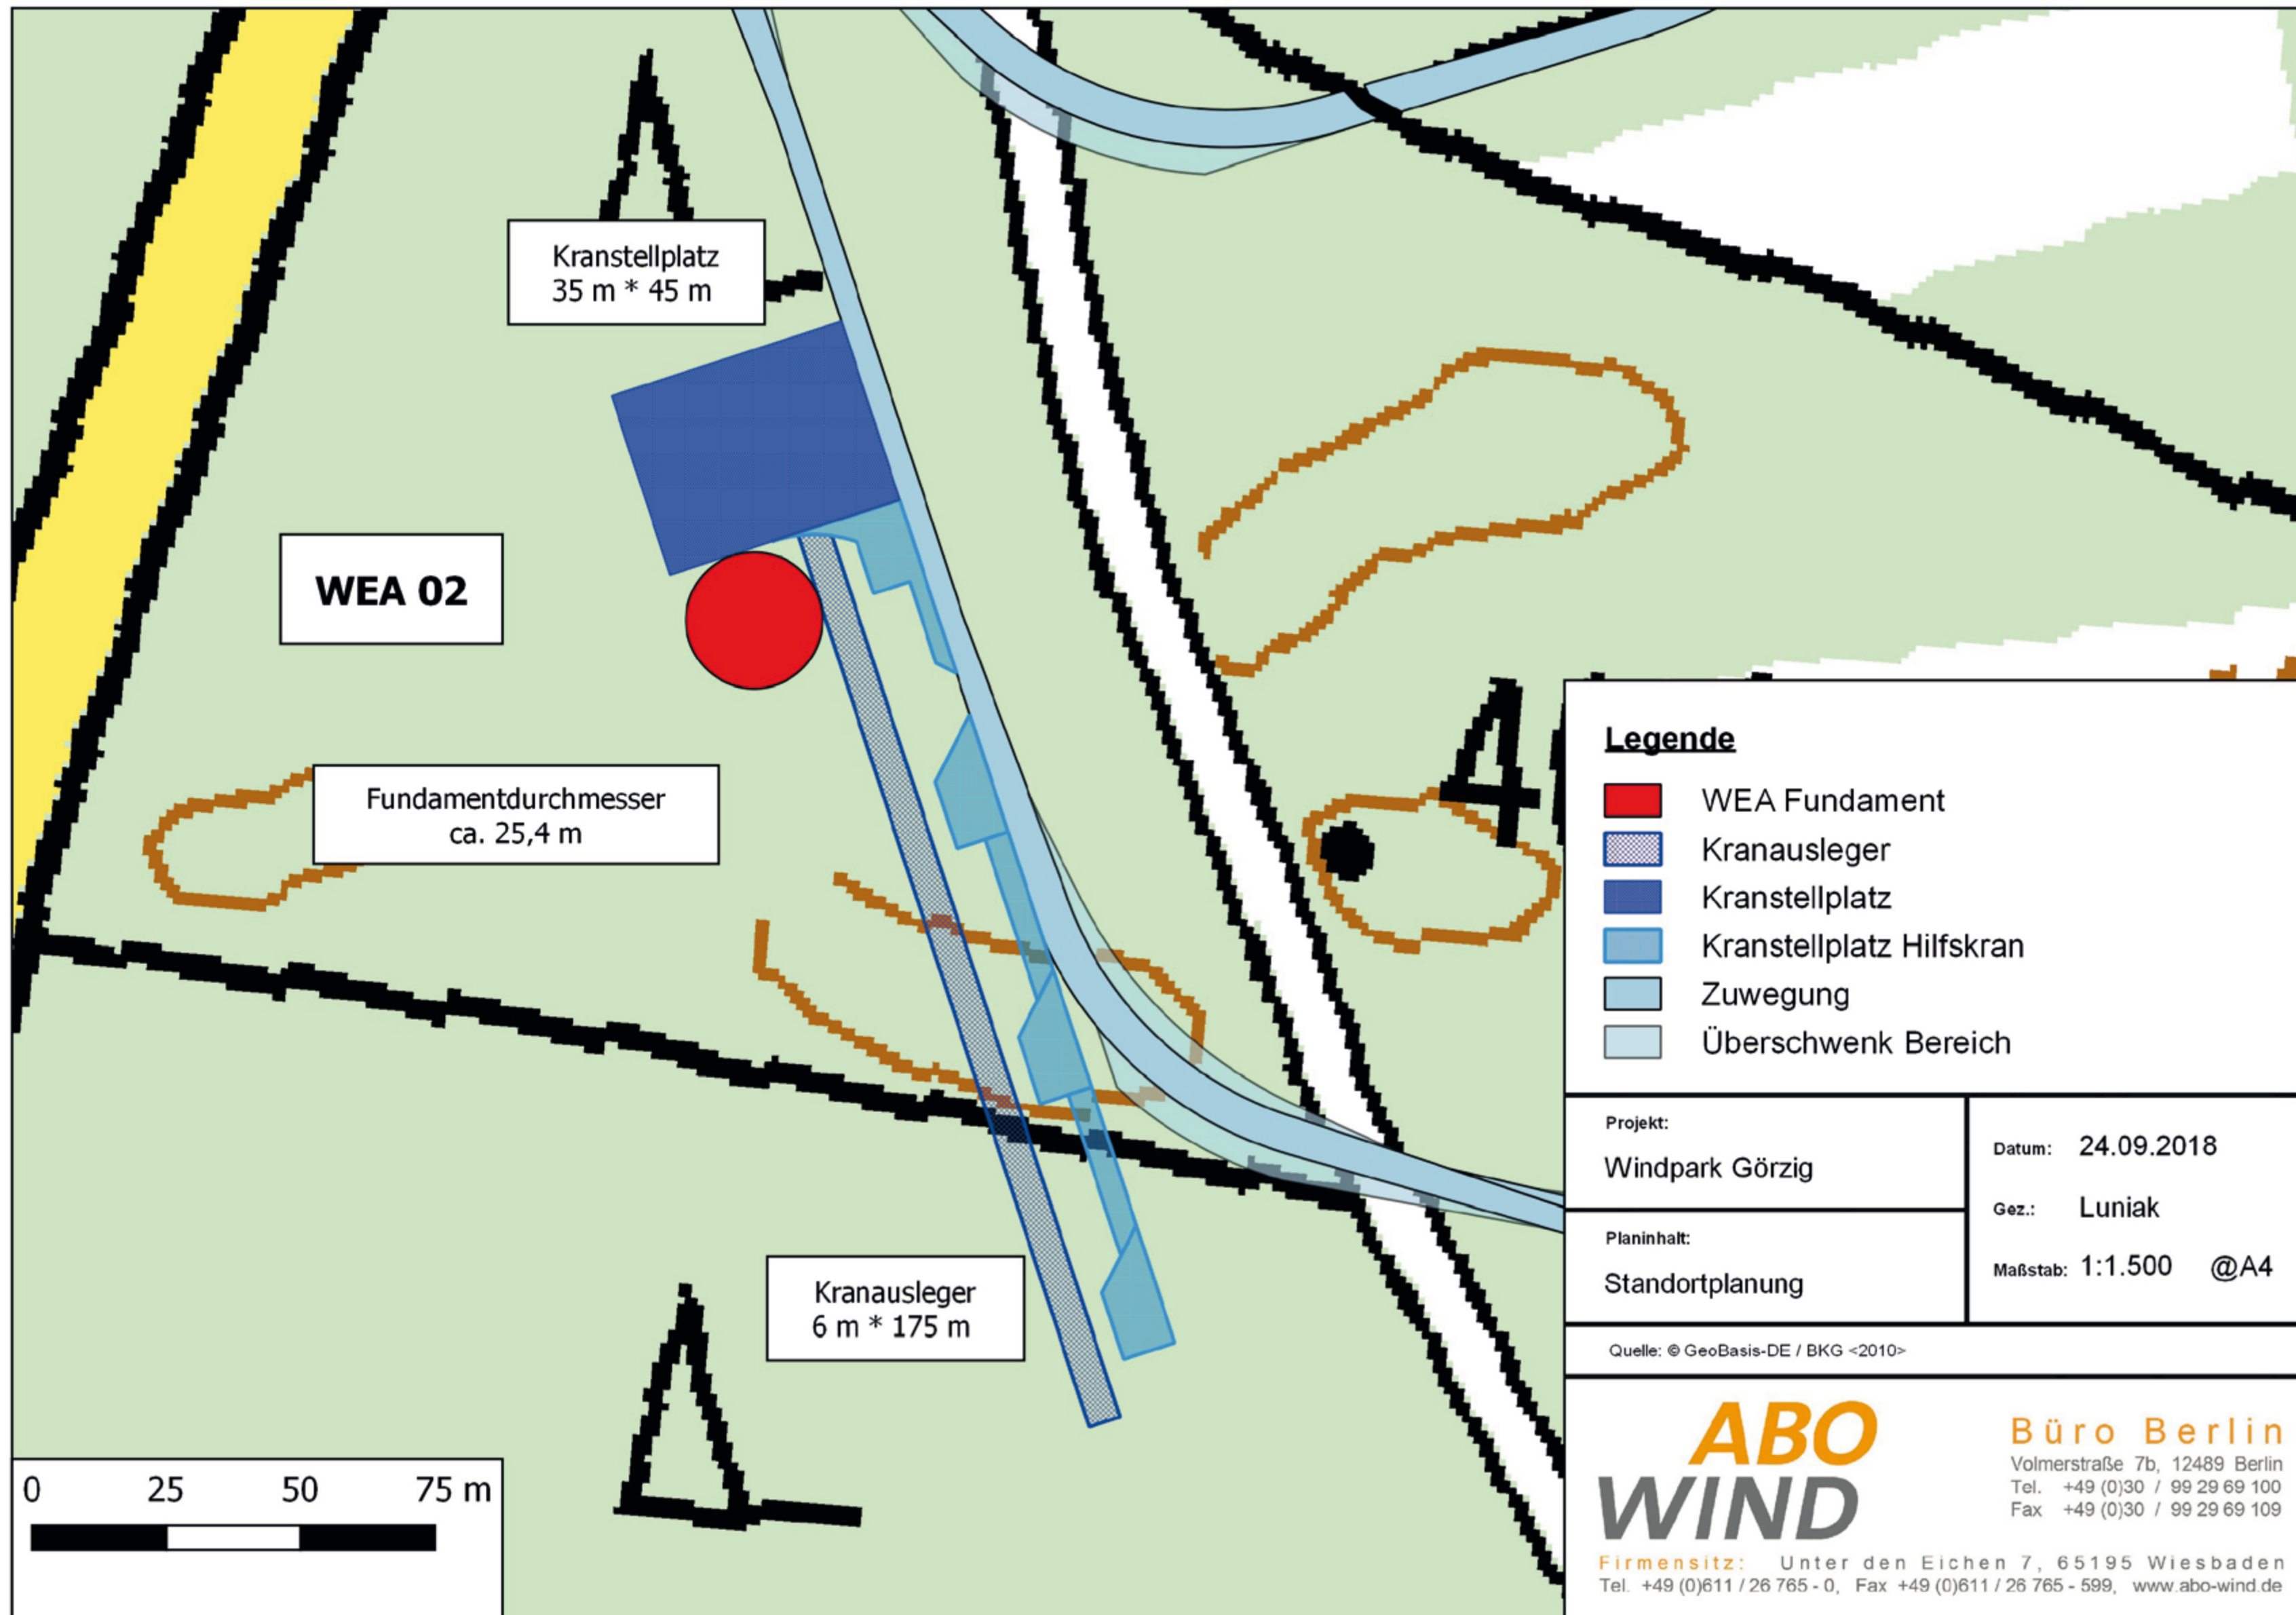 Kranstellplatz
35 m * 45 m
WEA 02
Fundamentdurchmesser
ca. 25,4 m
Kranausleger
6 m * 175 m
0 25 50 75 m
4
Legende
WEA Fundament
Kranausleger
Kranstellplatz
Kranstellplatz Hilfskran
Zuwegung
Überschwenk Bereich
Projekt:
Windpark Görzig
Planinhalt:
Standortplanung
Datum: 24.09.2018
Gez.: Luniak
Maßstab: 1:1.500 @A4
Quelle: © GeoBasis-DE / BKG <2010>
ABO
WIND
Büro Berlin
Volmerstraße 7b, 12489 Berlin
Tel. +49 (0)30 / 99 29 69 100
Fax +49 (0)30 / 99 29 69 109
Firmensitz: Unter den Eichen 7, 65195 Wiesbaden
Tel. +49 (0)611 / 26 765 - 0, Fax +49 (0)611 / 26 765 - 599, www.abo-wind.de